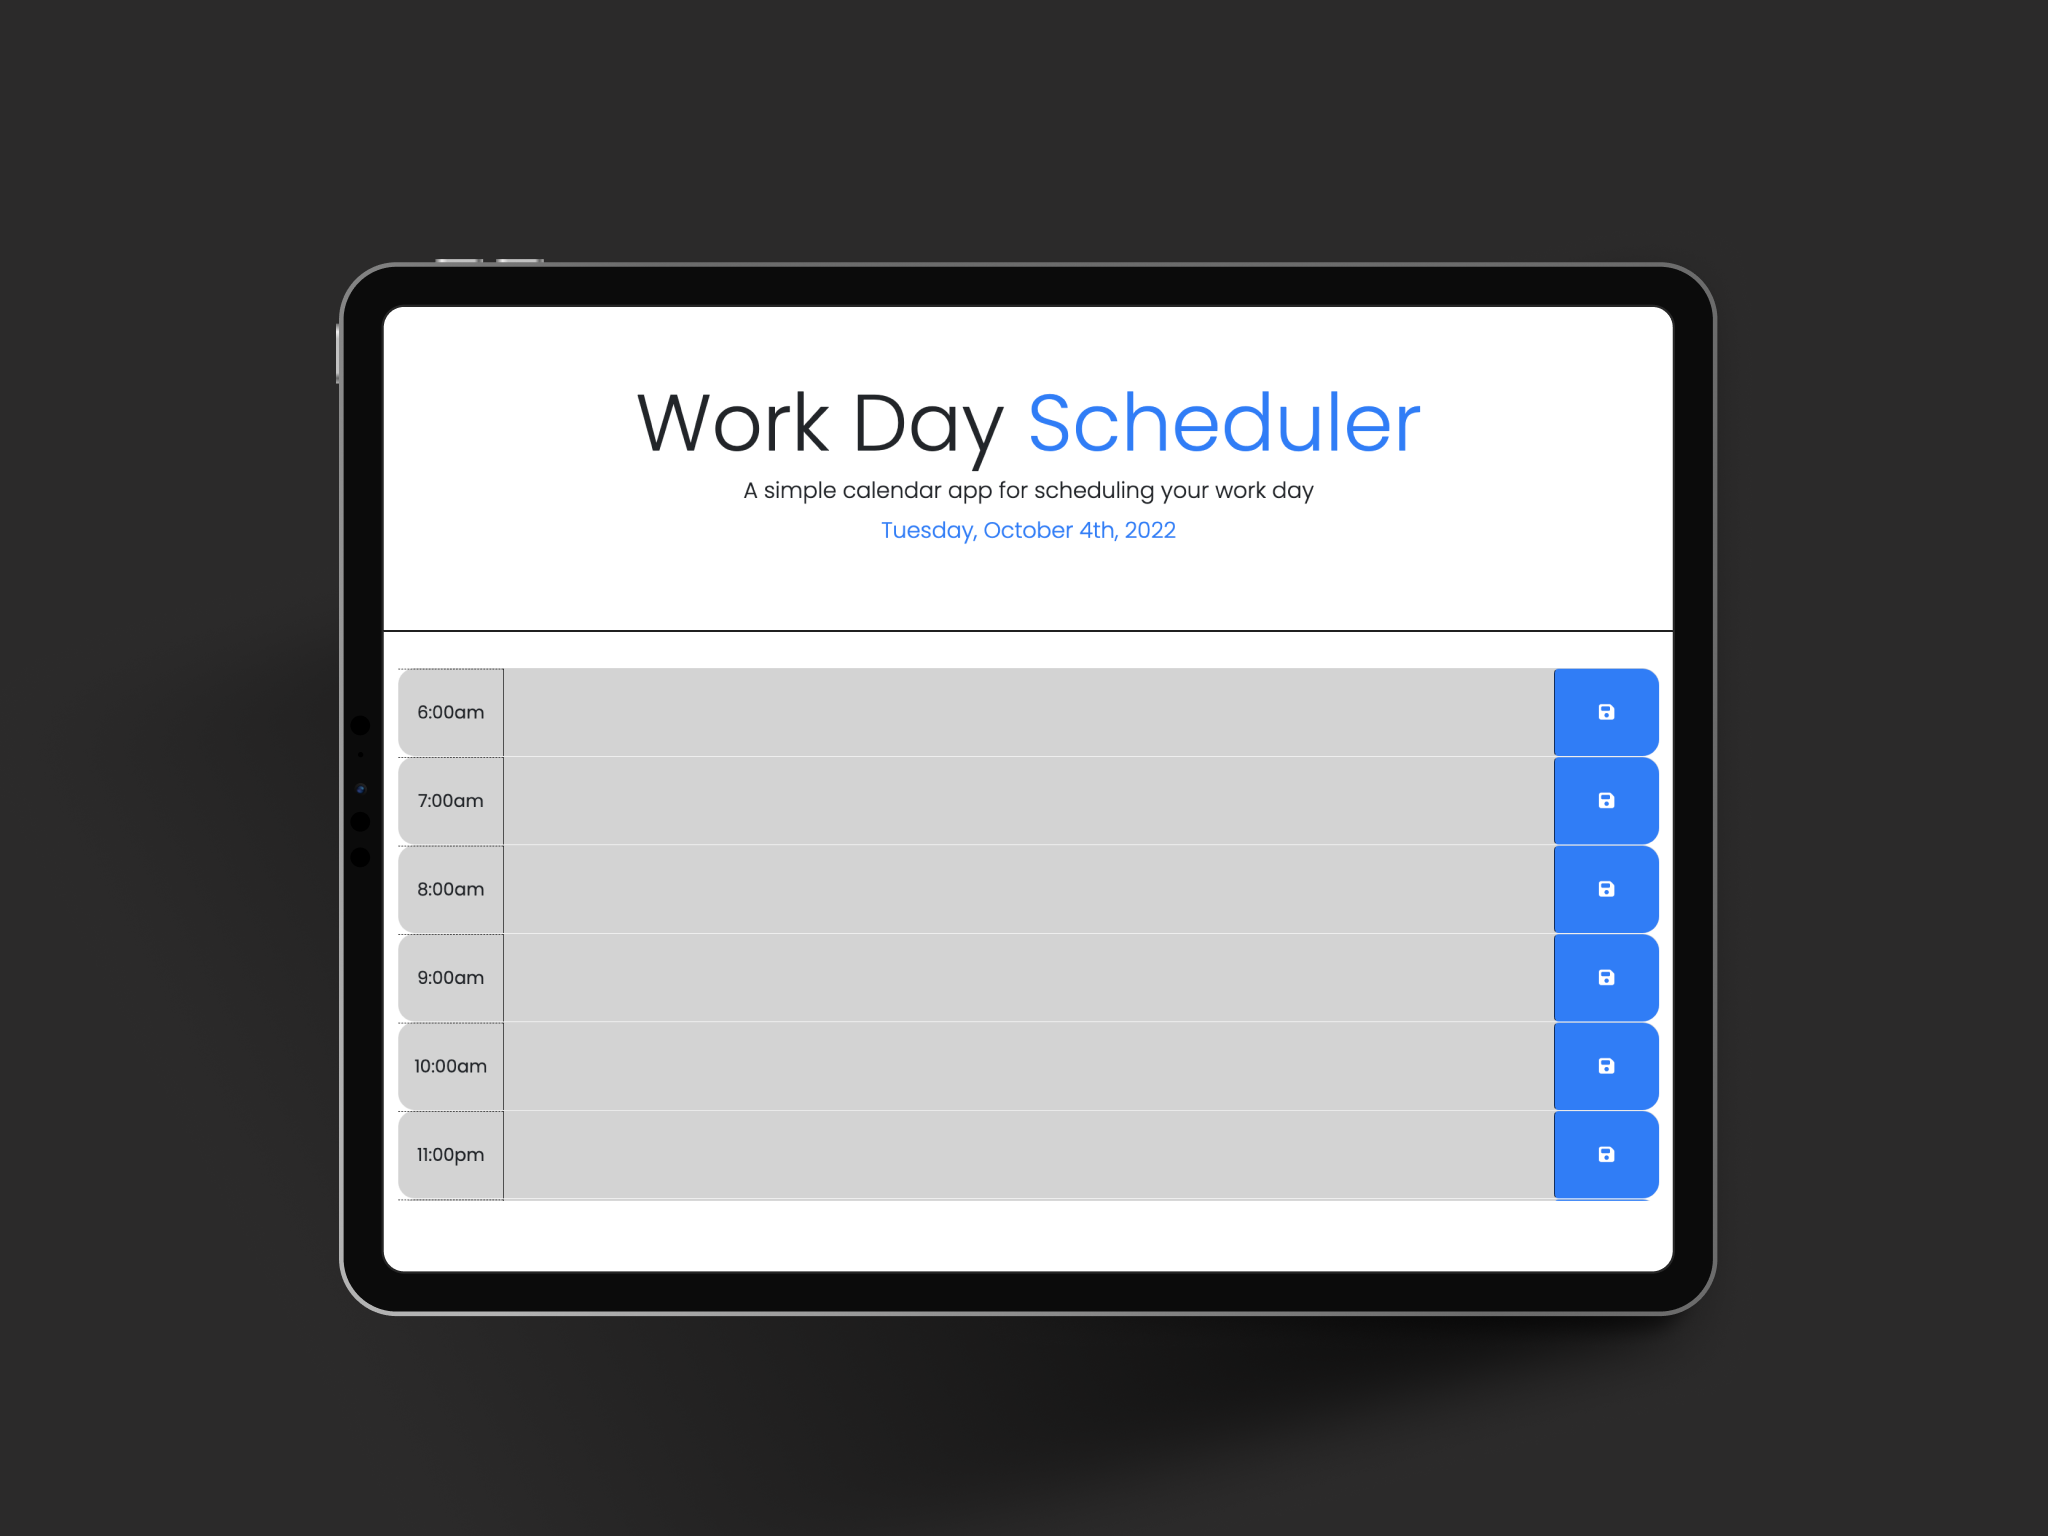 Work Day Scheduler
A simple calendar app for scheduling your work day
Tuesday, October 4th, 2022
6:00am
7:00am
8:00am
9:00am
10:00am
11:00pm